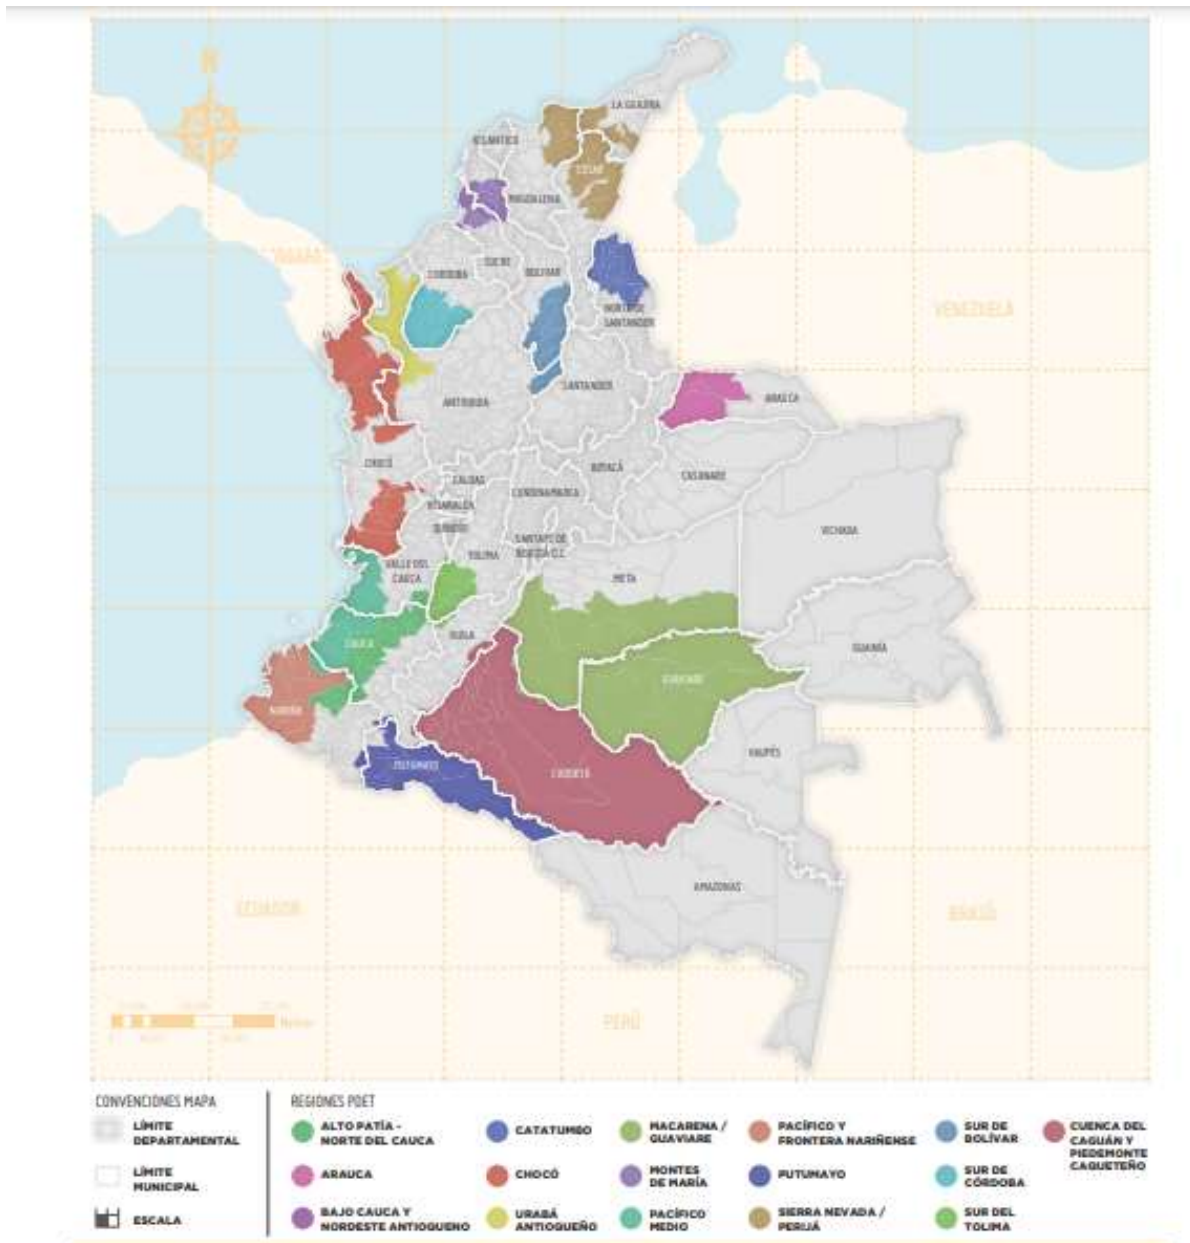 N
LA GUAJIRA
ATLÁNTICO
CESAR
MAGDALENA
PANAMÁ
SUCRE
CÓRDOBA
BOLÍVAR
VENEZUELA
NORTE DE
SANTANDER
SANTANDER
ARAUCA
ANTIOQUIA
CHOCÓ
BOYACÁ
CASANARE
CALDAS
CUNDINAMARCA
RISARALDA
QUINDÍO
VICHADA
SANTAFE DE
BOGOTÁ D.C.
TOLIMA
VALLE DEL
CAUCA
META
HUILA
CAUCA
GUAINÍA
GUAVIARE
NARIÑO
VAUPÉS
PUTUMAYO
CAQUETÁ
AMAZONAS
ECUADOR
BRASIL
PERÚ
CONVENCIONES MAPA
LÍMITE
DEPARTAMENTAL
LÍMITE
MUNICIPAL
ESCALA
REGIONES PDET
ALTO PATÍA -
NORTE DEL CAUCA
ARAUCA
BAJO CAUCA Y
NORDESTE ANTIOQUENO
CATATUMBO
CHOCÓ
URABÁ
ANTIOQUEÑO
MACARENA /
GUAVIARE
MONTES
DE MARÍA
PACÍFICO
MEDIO
PACÍFICO Y
FRONTERA NARIÑENSE
PUTUMAYO
SIERRA NEVADA /
PERIJÁ
SUR DE
BOLÍVAR
SUR DE
CÓRDOBA
SUR DEL
TOLIMA
CUENCA DEL
CAGUÁN Y
PIEDEMONTE
CAQUETEÑO